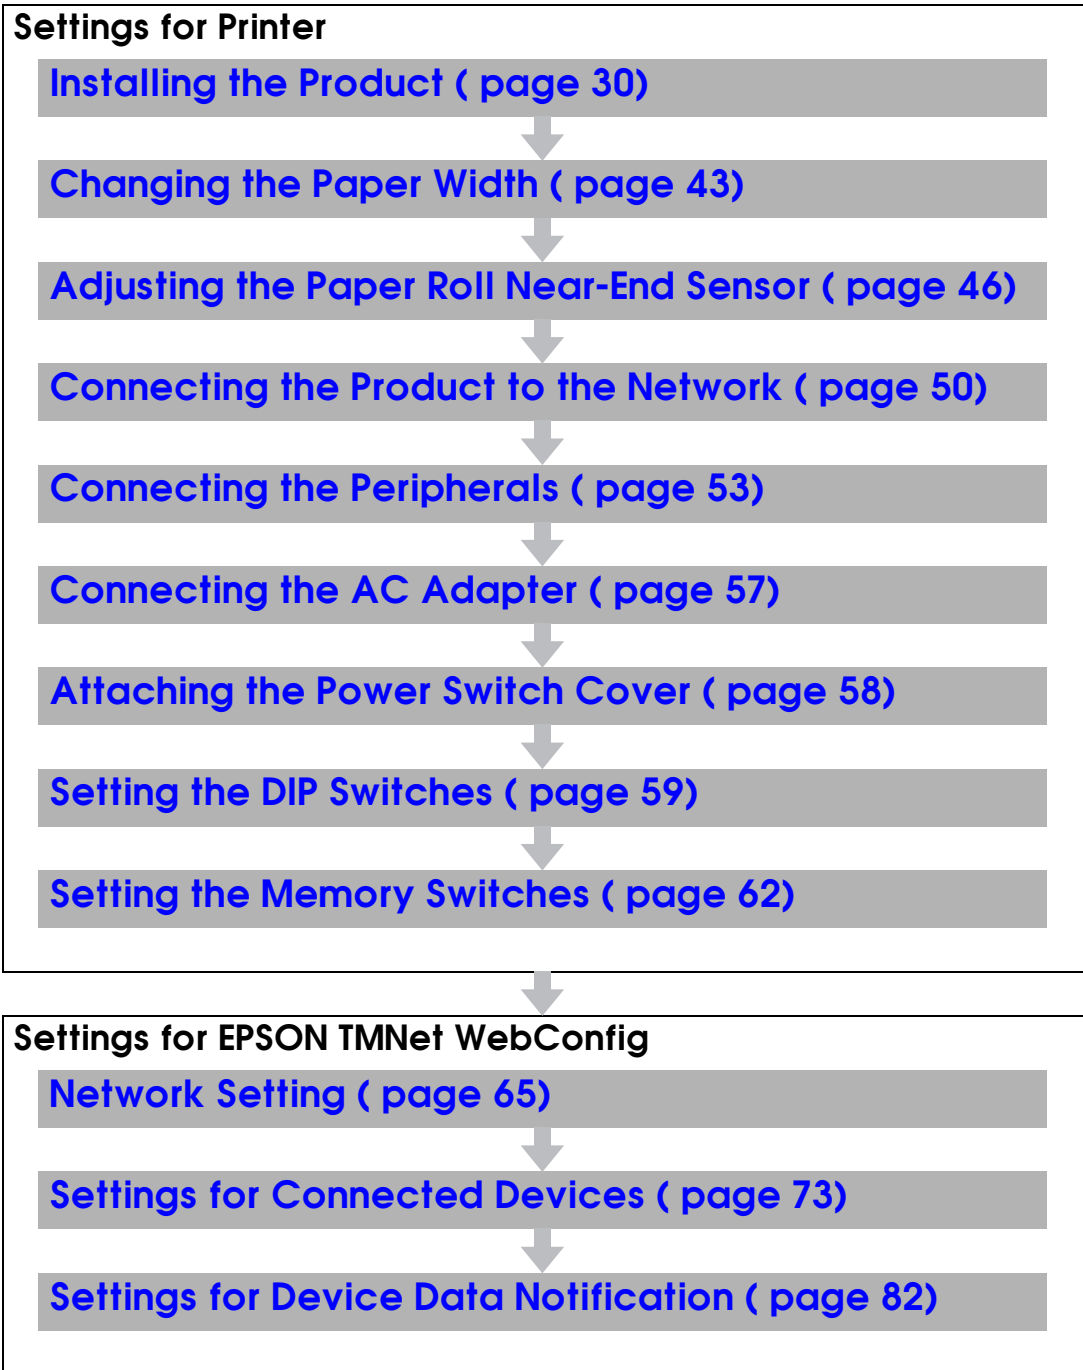 Settings for Printer
Installing the Product ( page 30)
Changing the Paper Width ( page 43)
Adjusting the Paper Roll Near-End Sensor ( page 46)
Connecting the Product to the Network ( page 50)
Connecting the Peripherals ( page 53)
Connecting the AC Adapter ( page 57)
Attaching the Power Switch Cover ( page 58)
Setting the DIP Switches ( page 59)
Setting the Memory Switches ( page 62)
Settings for EPSON TMNet WebConfig
Network Setting ( page 65)
Settings for Connected Devices ( page 73)
Settings for Device Data Notification ( page 82)